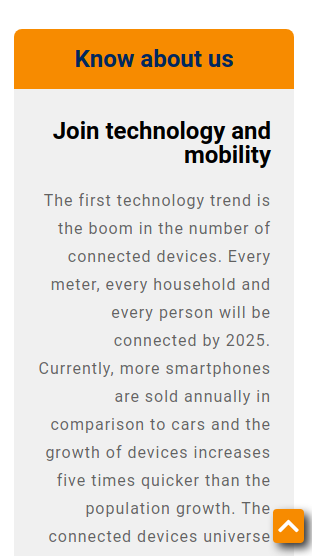 Know about us
Join technology and
mobility
The first technology trend is
the boom in the number of
connected devices. Every
meter, every household and
every person will be
connected by 2025.
Currently, more smartphones
are sold annually in
comparison to cars and the
growth of devices increases
five times quicker than the
population growth. The
connected devices universe